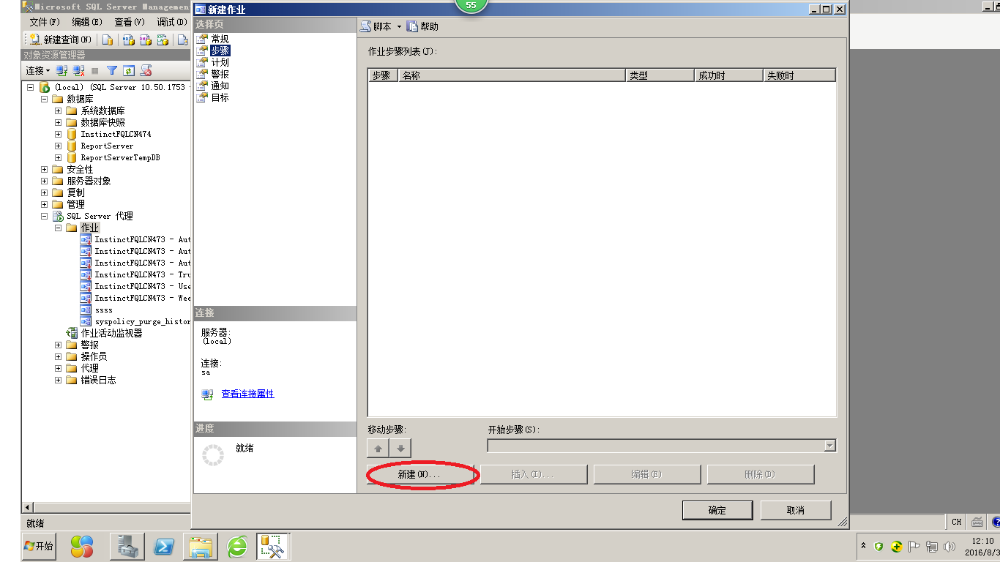 Microsoft SQL Server Management
文件(F) 编辑(E) 查看(V) 调试(D)
新建查询(N)
对象资源管理器
连接
(local) (SQL Server 10.50.1753 -
数据库
系统数据库
数据库快照
InstinctFQLCN474
ReportServer
ReportServerTempDB
安全性
服务器对象
复制
管理
SQL Server 代理
作业
InstinctFQLCN473 - Aut
InstinctFQLCN473 - Aut
InstinctFQLCN473 - Aut
InstinctFQLCN473 - Tru
InstinctFQLCN473 - Use
InstinctFQLCN473 - Wee
ssss
syspolicy_purge_histor
作业活动监视器
警报
操作员
代理
错误日志
就绪
新建作业
55
选择页
常规
步骤
计划
警报
通知
目标
连接
服务器:
(local)
连接:
sa
查看连接属性
进度
就绪
脚本 帮助
作业步骤列表(J):
步骤 名称 类型 成功时 失败时
移动步骤: 开始步骤(S):
新建(N)... 插入(I)... 编辑(E) 删除(D)
确定 取消
CH
开始
12:10
2016/8/3